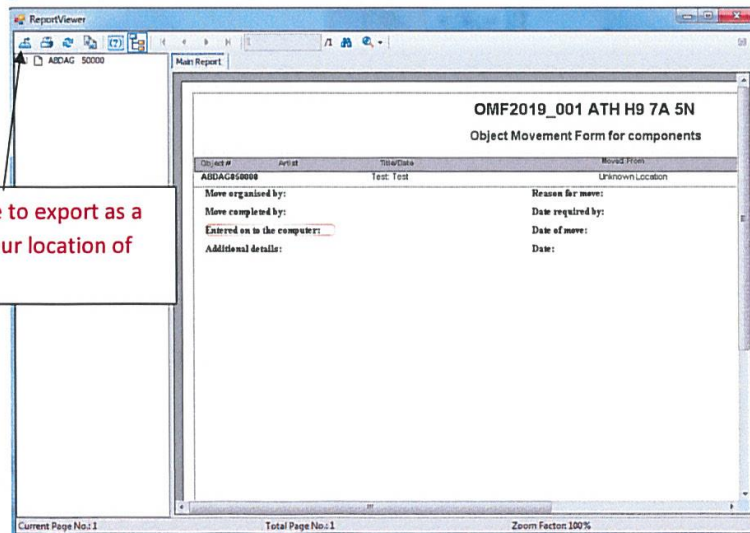 ReportViewer
1 /1
ABDAG 50000
Main Report
OMF2019_001 ATH H9 7A 5N
Object Movement Form for components
Object # Artist Title/Date Moved From
ABDAG050000 Test: Test Unknown Location
Move organised by: Reason for move:
Move completed by: Date required by:
Entered on to the computer: Date of move:
Additional details: Date:
e to export as a
ur location of
Current Page No.: 1 Total Page No.: 1 Zoom Factor: 100%